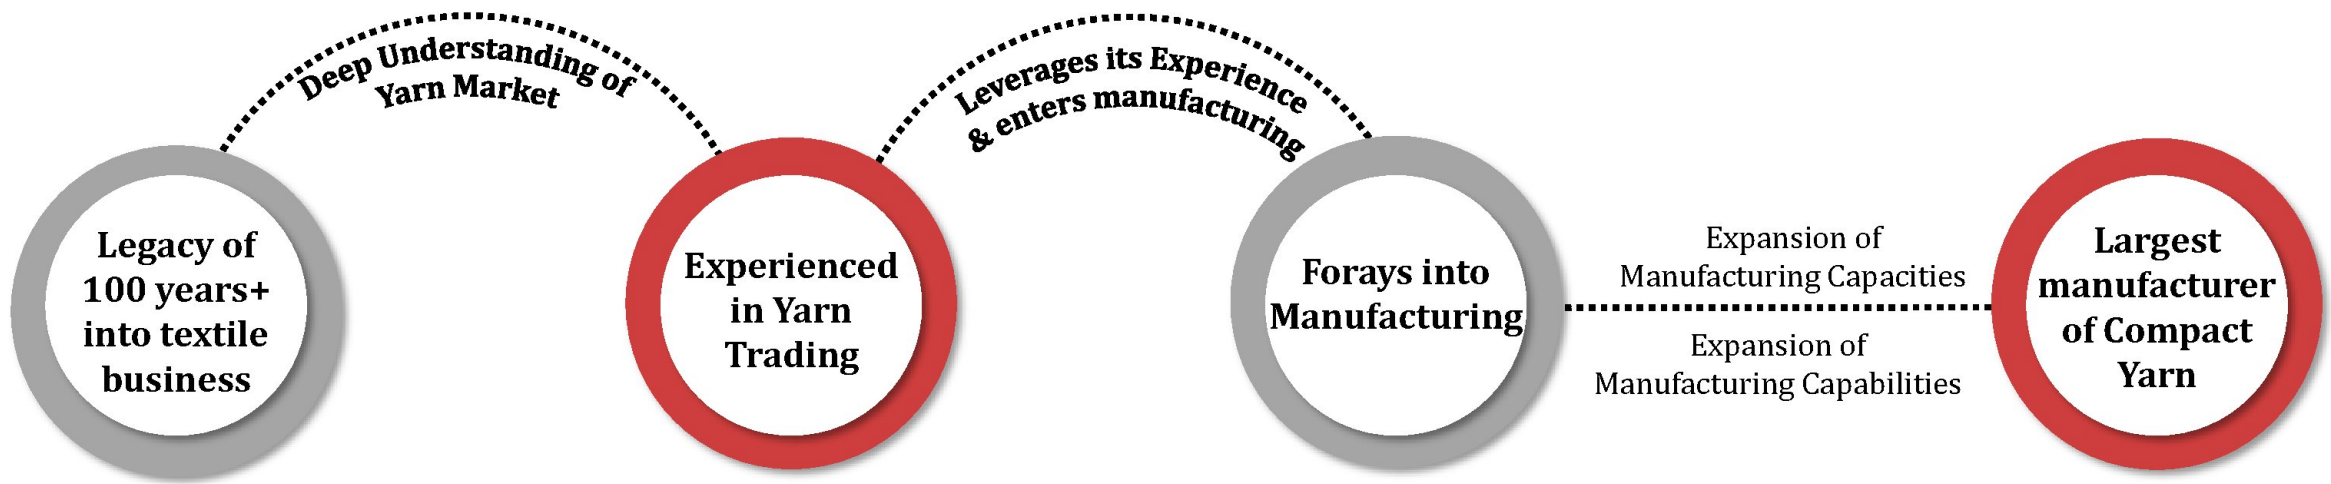 Legacy of
100 years+
into textile
business
Deep Understanding of
Yarn Market
Experienced
in Yarn
Trading
Leverages its Experience
& enters manufacturing
Forays into
Manufacturing
Expansion of
Manufacturing Capacities
Expansion of
Manufacturing Capabilities
Largest
manufacturer
of Compact
Yarn